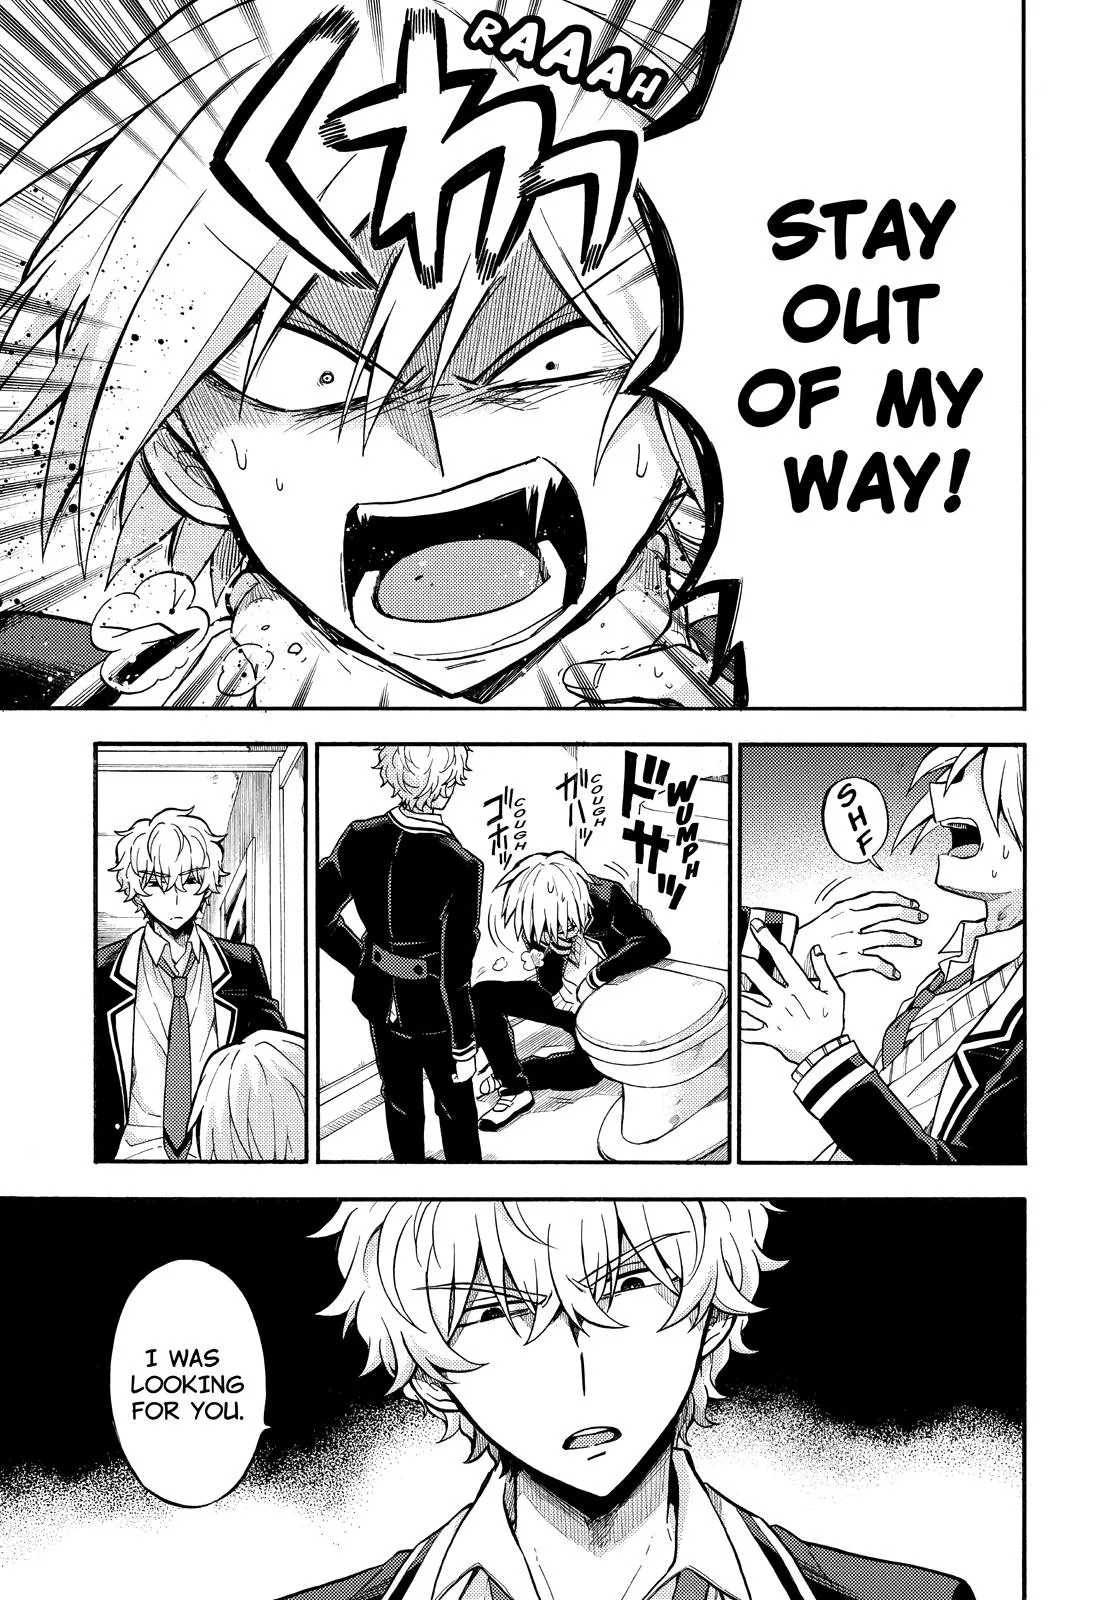 RAAAH
くわっ
STAY
OUT
OF MY
WAY!
SHF
WUMP
ドサッ
COUGH
ガハッ
COUGH
ゴホッ
I WAS
LOOKING
FOR YOU.